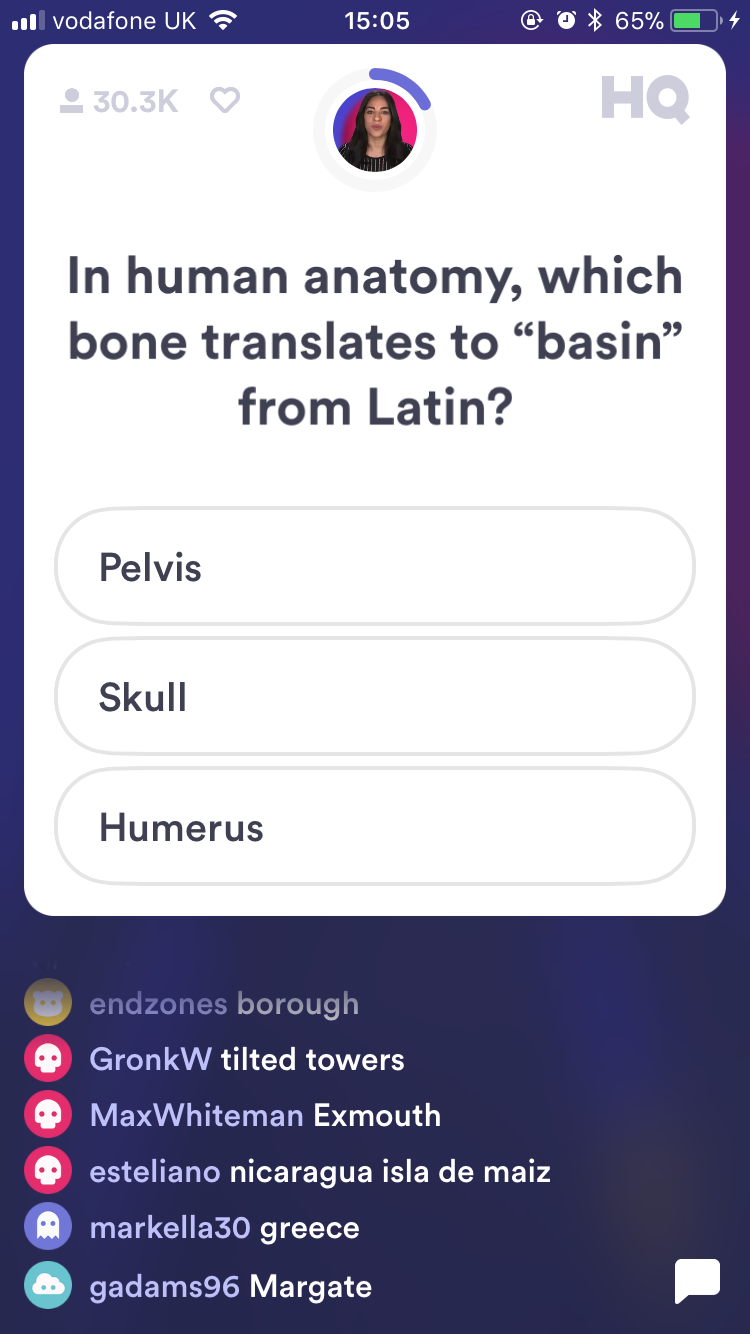 vodafone UK 15:05 65%
30.3K HQ
In human anatomy, which
bone translates to “basin”
from Latin?
Pelvis
Skull
Humerus
endzones borough
GronkW tilted towers
MaxWhiteman Exmouth
esteliano nicaragua isla de maiz
markella30 greece
gadams96 Margate